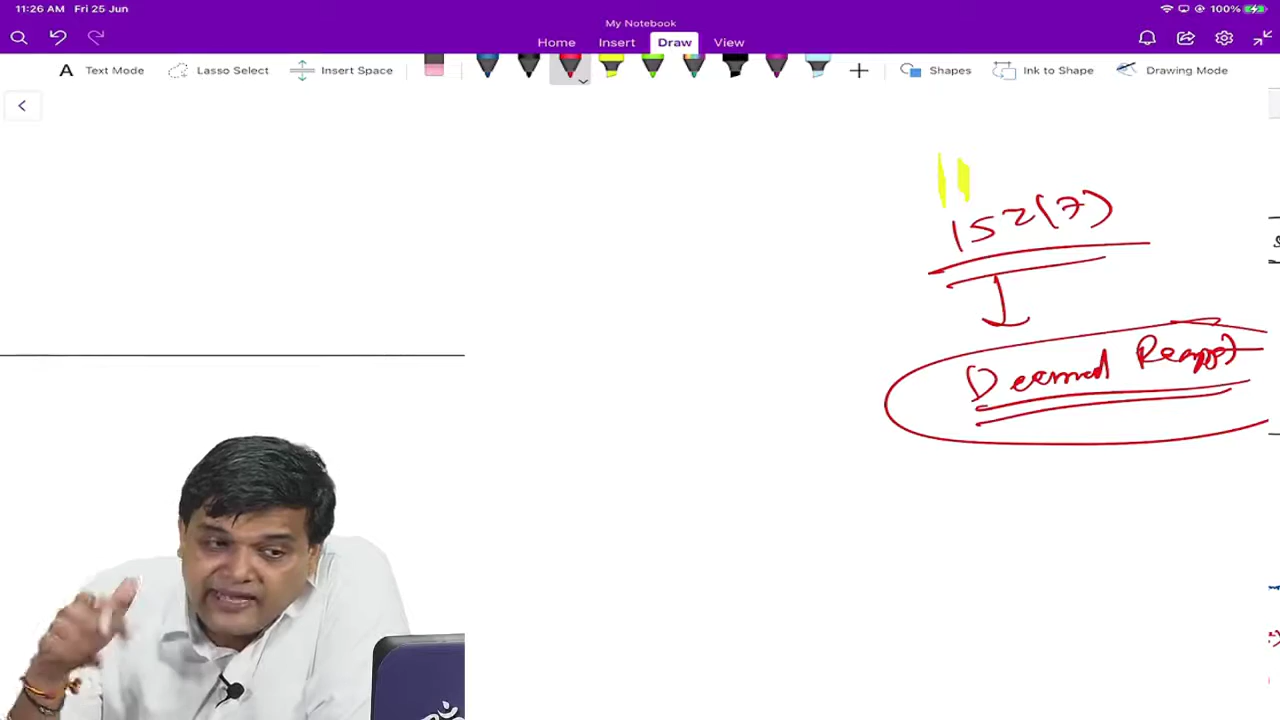 11:26 AM Fri 25 Jun
100%
My Notebook
Home Insert Draw View
A Text Mode Lasso Select Insert Space Shapes Ink to Shape Drawing Mode
152(7)
Deemed Reappt
ॐ